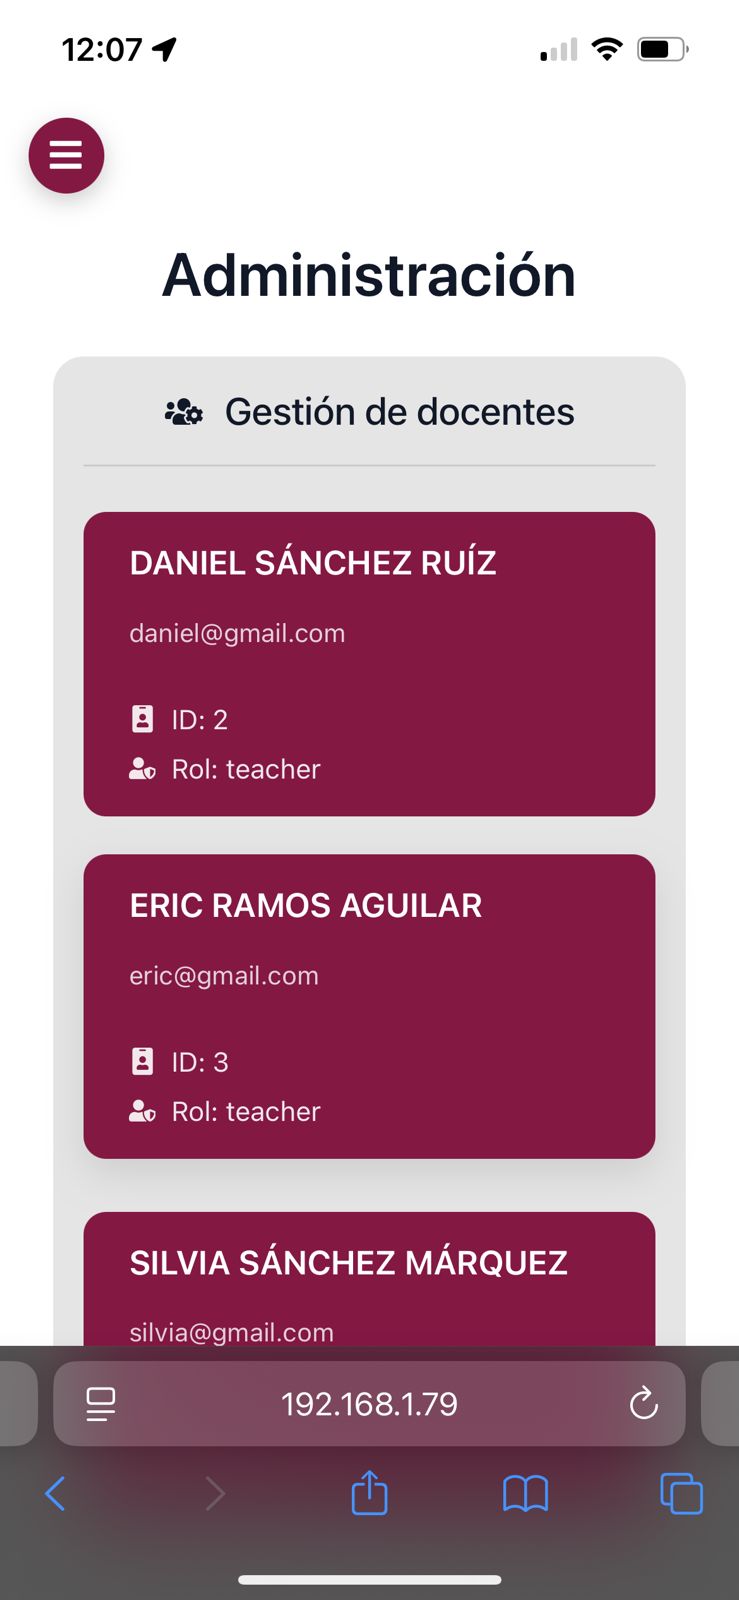 12:07
Administración
Gestión de docentes
DANIEL SÁNCHEZ RUÍZ
daniel@gmail.com
ID: 2
Rol: teacher
ERIC RAMOS AGUILAR
eric@gmail.com
ID: 3
Rol: teacher
SILVIA SÁNCHEZ MÁRQUEZ
silvia@gmail.com
192.168.1.79